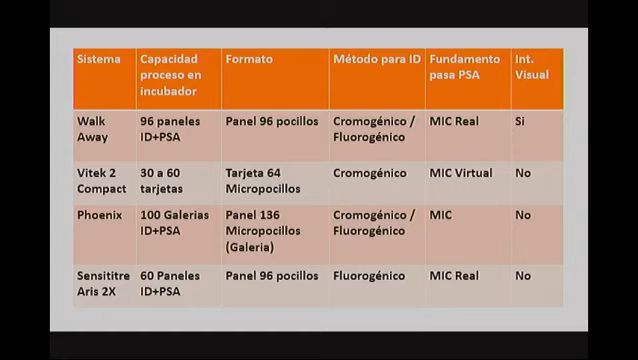 Sistema
Capacidad
proceso en
incubador
Formato
Método para ID
Fundamento
pasa PSA
Int.
Visual
Walk
Away
96 paneles
ID+PSA
Panel 96 pocillos
Cromogénico /
Fluorogénico
MIC Real
Si
Vitek 2
Compact
30 a 60
tarjetas
Tarjeta 64
Micropocillos
Cromogénico
MIC Virtual
No
Phoenix
100 Galerias
ID+PSA
Panel 136
Micropocillos
(Galeria)
Cromogénico /
Fluorogénico
MIC
No
Sensititre
Aris 2X
60 Paneles
ID+PSA
Panel 96 pocillos
Fluorogénico
MIC Real
No